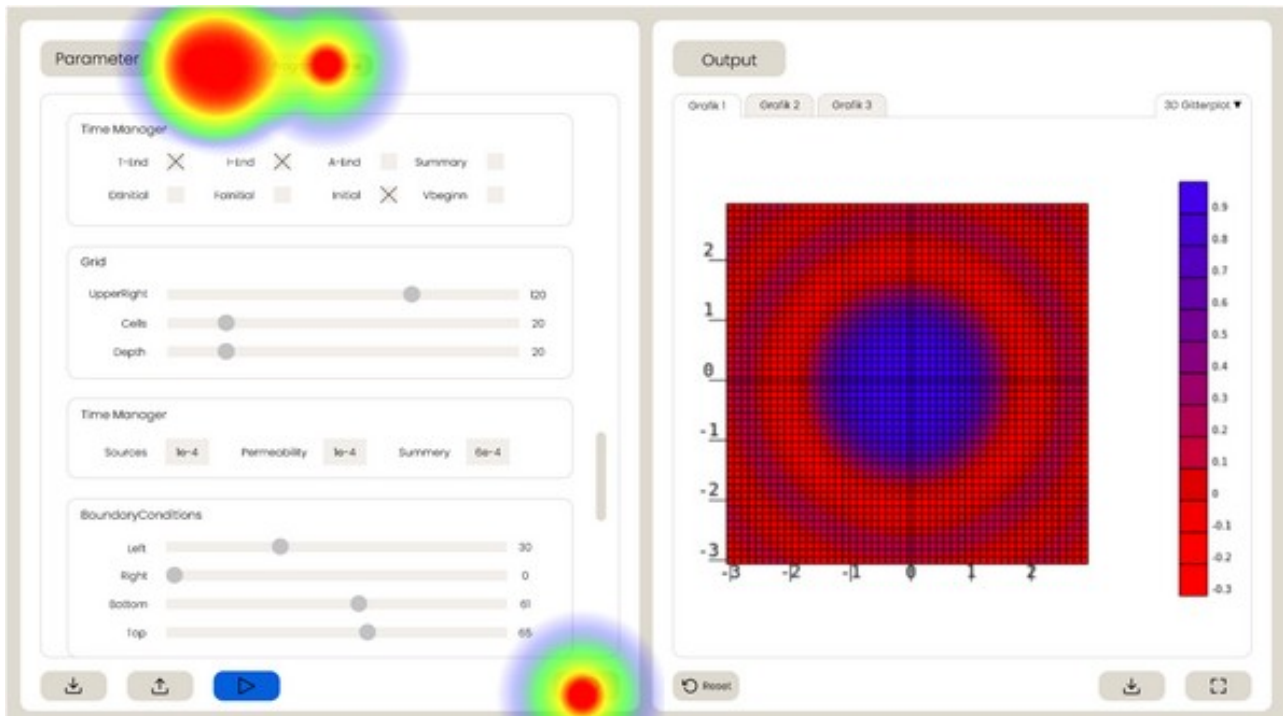 Parameter
Output
Grafik 1 Grafik 2 Grafik 3 3D Gitterplot ▼
Time Manager
T-End I-End A-End Summary
Initial Vbeginn
Grid
UpperRight 120
Cells 20
Depth 20
Time Manager
Sources 1e-4 Permeability 1e-4 Summery 6e-4
BoundaryConditions
Left 30
Right 0
Bottom 61
Top 65
Reset
2
1
0
-1
-2
-3
-3 -2 -1 0 1 2
0.9
0.8
0.7
0.6
0.5
0.4
0.3
0.2
0.1
0
-0.1
-0.2
-0.3